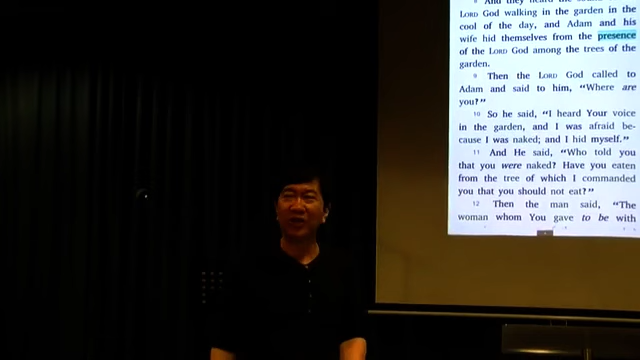 LORD God walking in the garden in the
cool of the day, and Adam and his
wife hid themselves from the presence
of the LORD God among the trees of the
garden.
9 Then the LORD God called to
Adam and said to him, "Where are
you?"
10 So he said, "I heard Your voice
in the garden, and I was afraid be-
cause I was naked; and I hid myself."
11 And He said, "Who told you
that you were naked? Have you eaten
from the tree of which I commanded
you that you should not eat?"
12 Then the man said, "The
woman whom You gave to be with